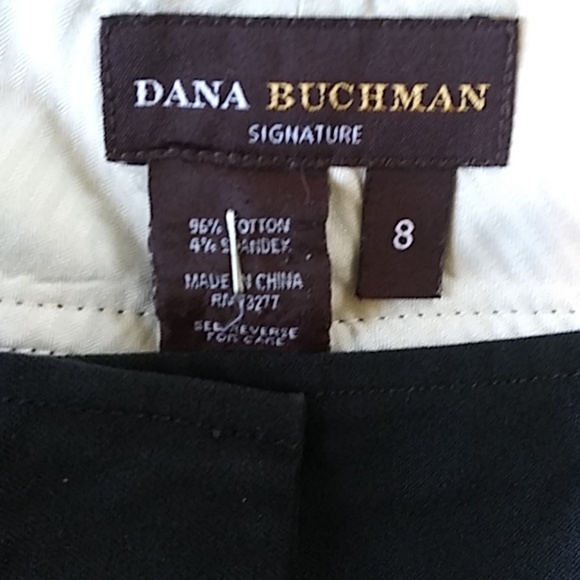 DANA BUCHMAN
SIGNATURE
96% COTTON
4% SPANDEX
MADE IN CHINA
8
SEE REVERSE
FOR CARE